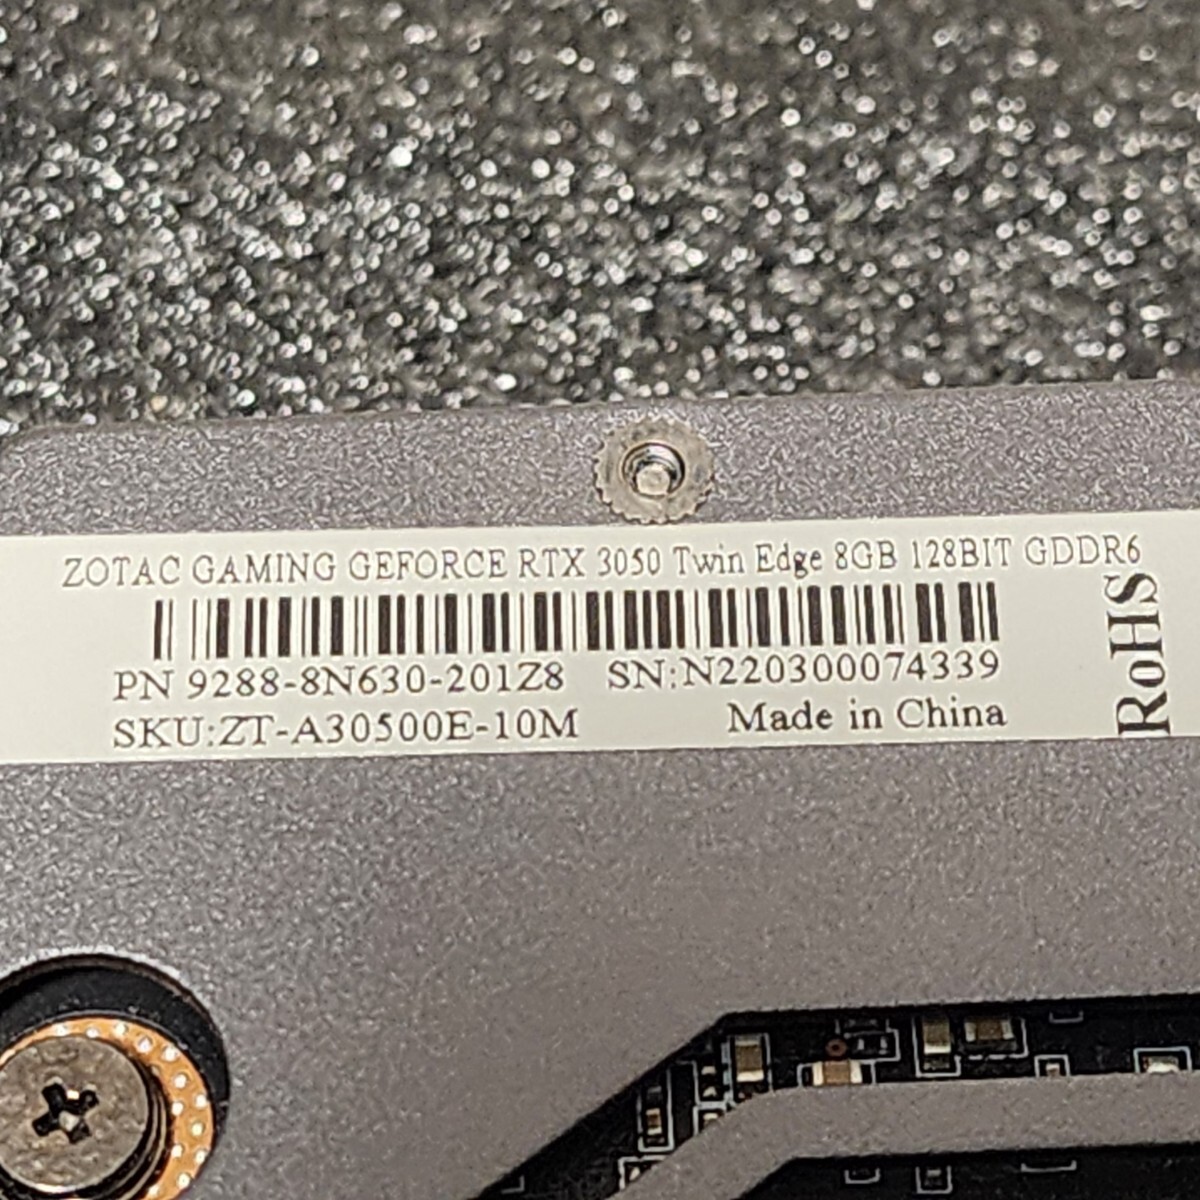 ZOTAC GAMING GEFORCE RTX 3050 Twin Edge 8GB 128BIT GDDR6
PN 9288-8N630-201Z8 SN:N220300074339
SKU:ZT-A30500E-10M Made in China
RoHS